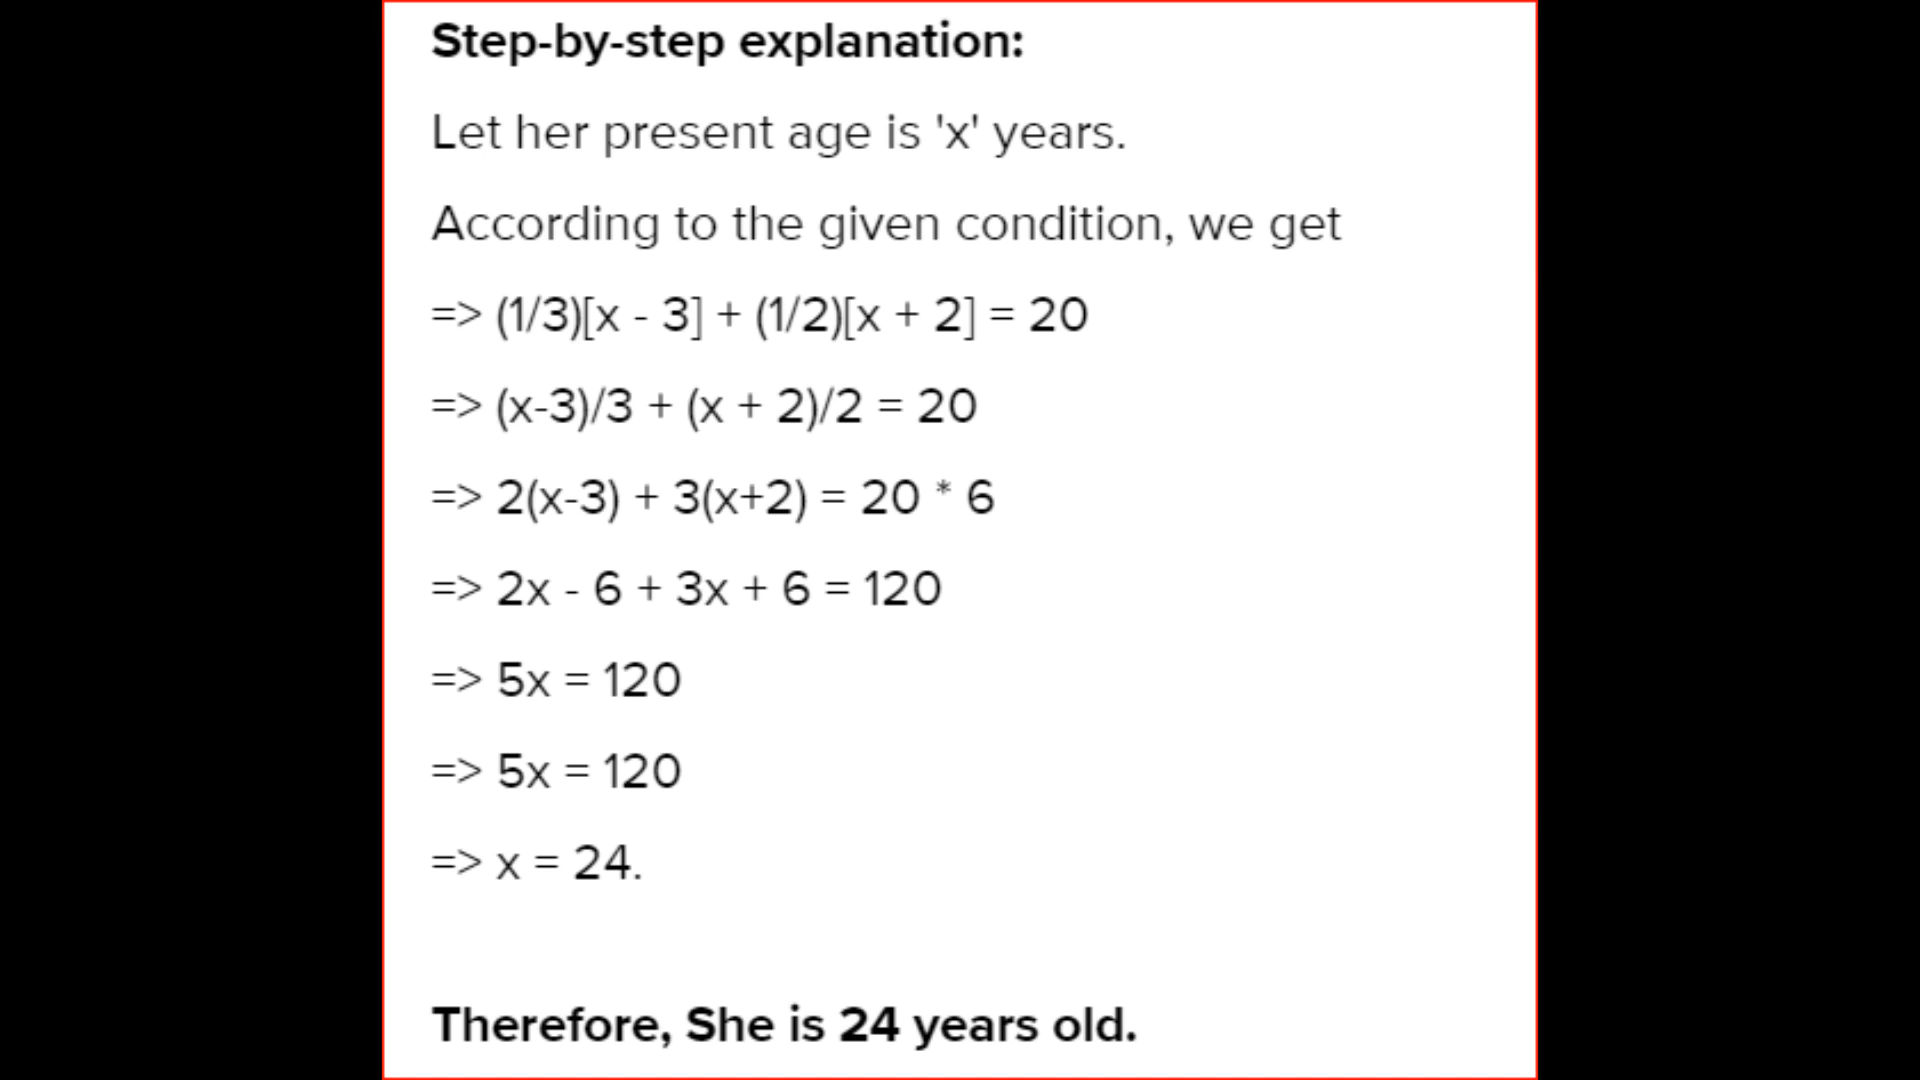 Step-by-step explanation:
Let her present age is 'x' years.
According to the given condition, we get
=> (1/3)[x - 3] + (1/2)[x + 2] = 20
=> (x-3)/3 + (x + 2)/2 = 20
=> 2(x-3) + 3(x+2) = 20 * 6
=> 2x - 6 + 3x + 6 = 120
=> 5x = 120
=> 5x = 120
=> x = 24.
Therefore, She is 24 years old.